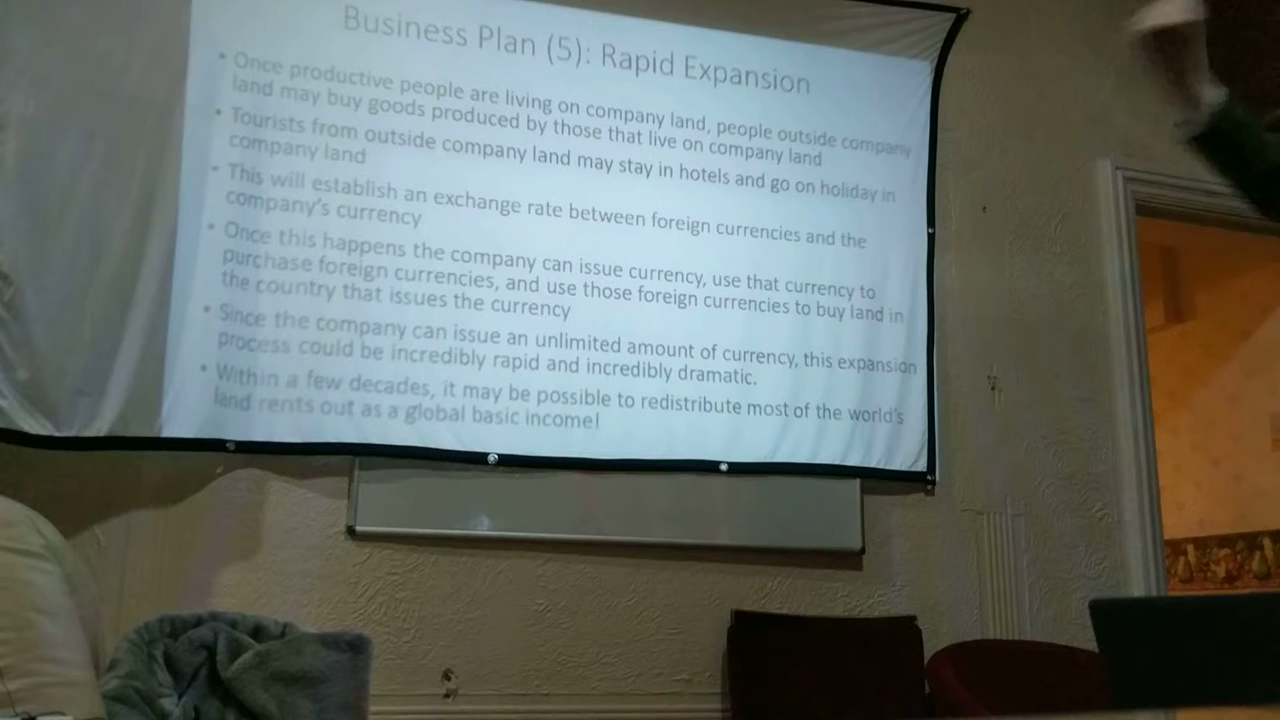 Business Plan (5): Rapid Expansion
• Once productive people are living on company land, people outside company
land may buy goods produced by those that live on company land
• Tourists from outside company land may stay in hotels and go on holiday in
company land
• This will establish an exchange rate between foreign currencies and the
company's currency
• Once this happens the company can issue currency, use that currency to
purchase foreign currencies, and use those foreign currencies to buy land in
the country that issues the currency
• Since the company can issue an unlimited amount of currency, this expansion
process could be incredibly rapid and incredibly dramatic.
• Within a few decades, it may be possible to redistribute most of the world's
land rents out as a global basic income!